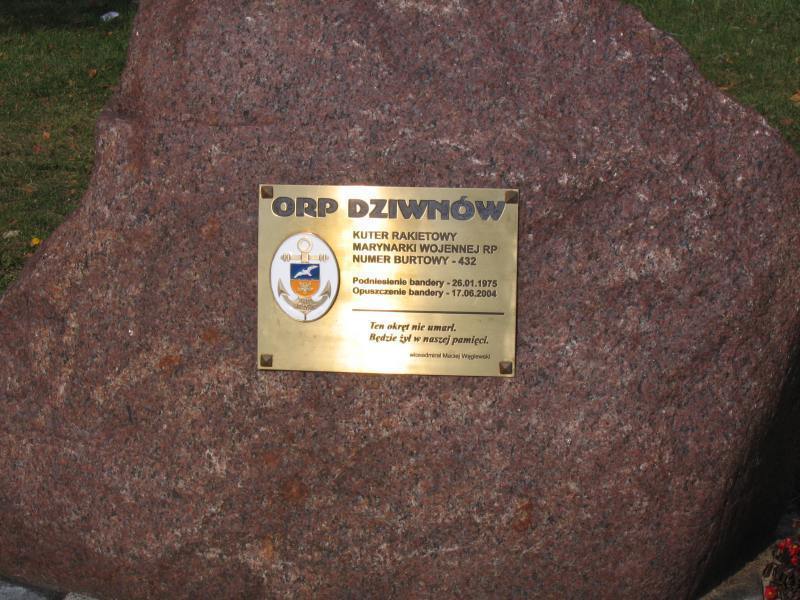 ORP DZIWNÓW
KUTER RAKIETOWY
MARYNARKI WOJENNEJ RP
NUMER BURTOWY - 432
Podniesienie bandery - 26.01.1975
Opuszczenie bandery - 17.06.2004
Ten okręt nie umarł.
Będzie żył w naszej pamięci.
wiceadmirał Maciej Węglewski